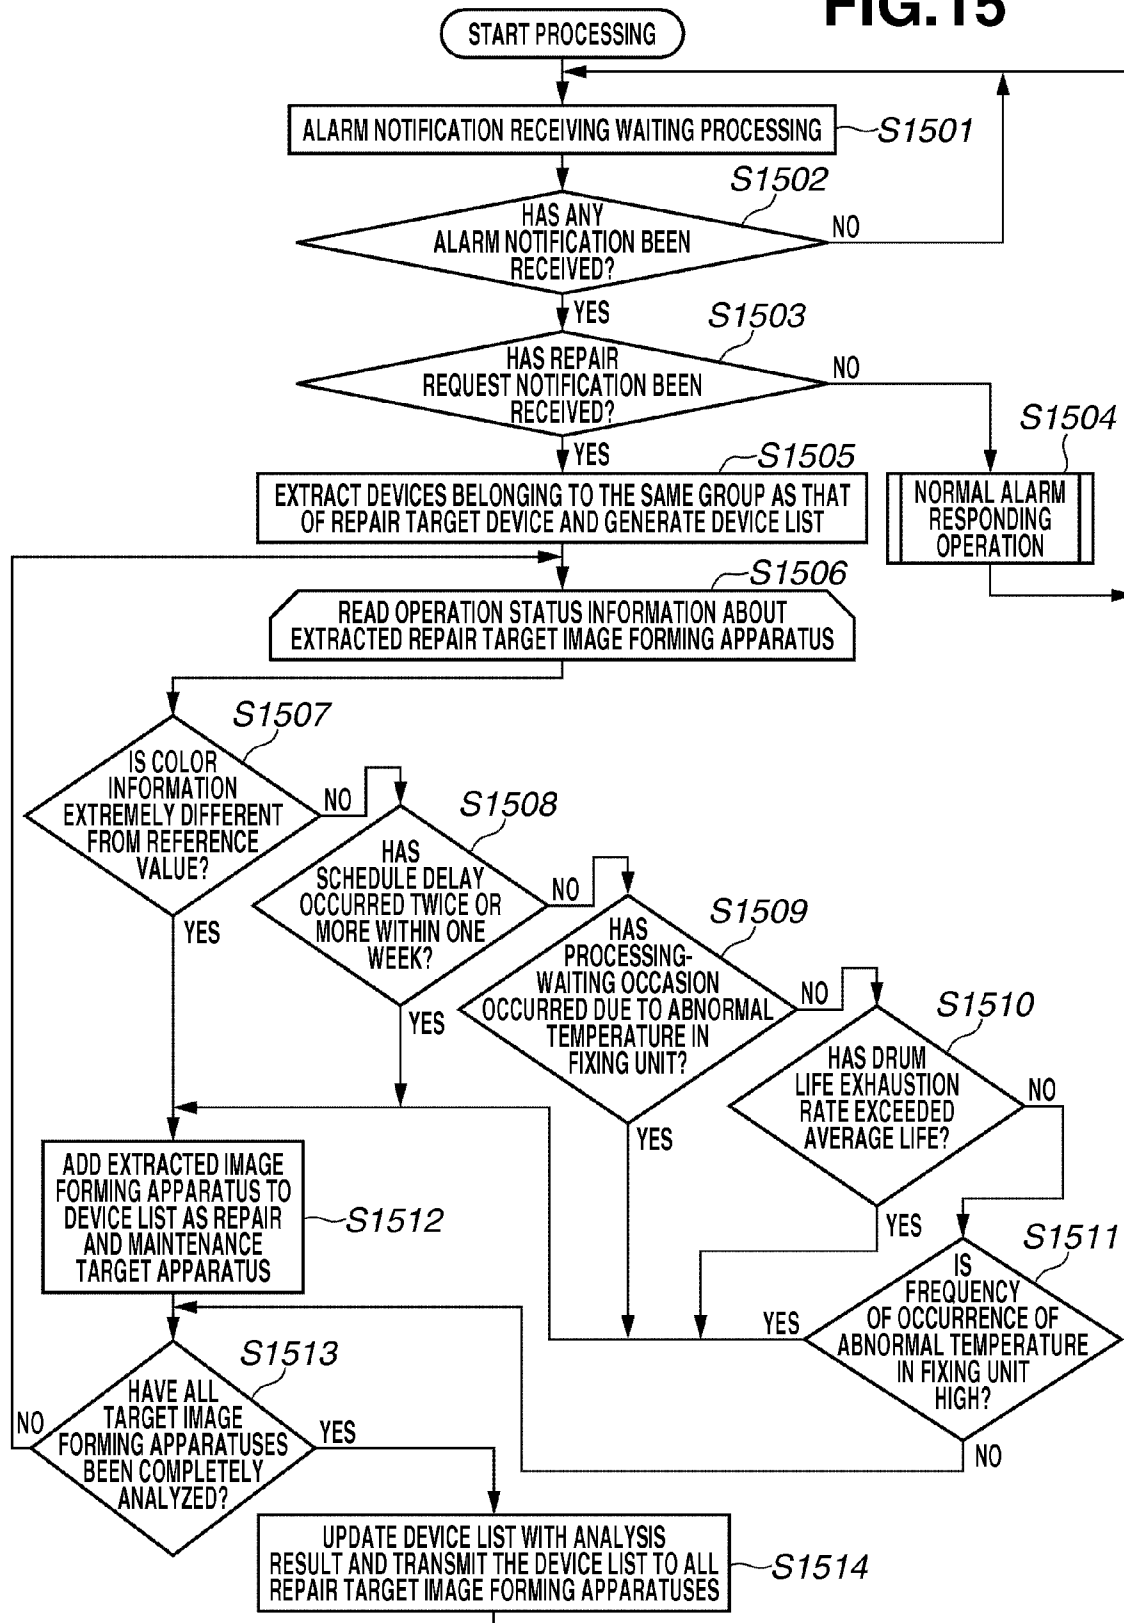 FIG.15
START PROCESSING
ALARM NOTIFICATION RECEIVING WAITING PROCESSING
S1501
S1502
HAS ANY
ALARM NOTIFICATION BEEN
RECEIVED?
NO
YES
S1503
HAS REPAIR
REQUEST NOTIFICATION BEEN
RECEIVED?
NO
YES
S1504
NORMAL ALARM
RESPONDING
OPERATION
S1505
EXTRACT DEVICES BELONGING TO THE SAME GROUP AS THAT
OF REPAIR TARGET DEVICE AND GENERATE DEVICE LIST
S1506
READ OPERATION STATUS INFORMATION ABOUT
EXTRACTED REPAIR TARGET IMAGE FORMING APPARATUS
S1507
IS COLOR
INFORMATION
EXTREMELY DIFFERENT
FROM REFERENCE
VALUE?
NO
YES
S1508
HAS
SCHEDULE DELAY
OCCURRED TWICE OR
MORE WITHIN ONE
WEEK?
NO
YES
S1509
HAS
PROCESSING-
WAITING OCCASION
OCCURRED DUE TO ABNORMAL
TEMPERATURE IN
FIXING UNIT?
NO
YES
S1510
HAS DRUM
LIFE EXHAUSTION
RATE EXCEEDED
AVERAGE LIFE?
NO
YES
S1511
IS
FREQUENCY
OF OCCURRENCE OF
ABNORMAL TEMPERATURE
IN FIXING UNIT
HIGH?
YES
NO
ADD EXTRACTED IMAGE
FORMING APPARATUS TO
DEVICE LIST AS REPAIR
AND MAINTENANCE
TARGET APPARATUS
S1512
S1513
HAVE ALL
TARGET IMAGE
FORMING APPARATUSES
BEEN COMPLETELY
ANALYZED?
NO
YES
UPDATE DEVICE LIST WITH ANALYSIS
RESULT AND TRANSMIT THE DEVICE LIST TO ALL
REPAIR TARGET IMAGE FORMING APPARATUSES
S1514